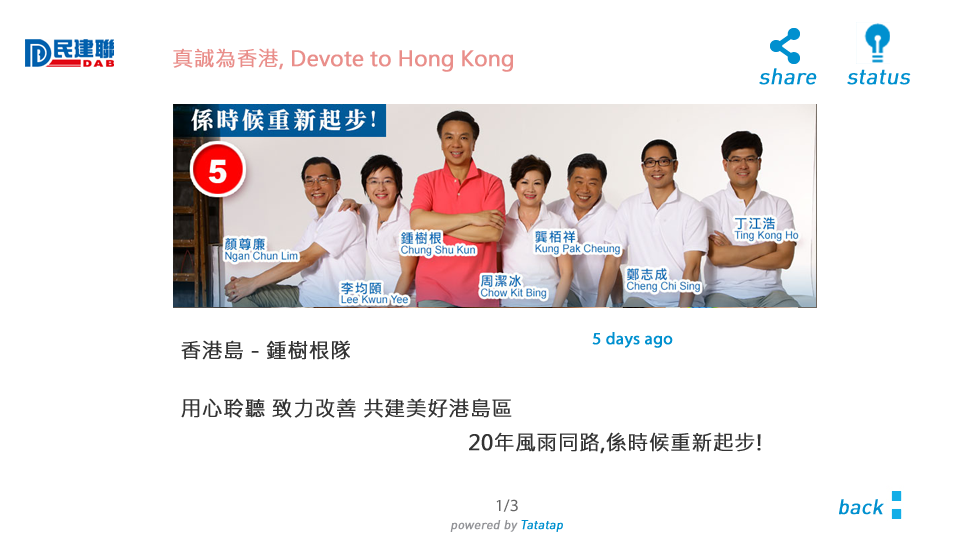 民建聯
DAB
真誠為香港, Devote to Hong Kong
share
status
係時候重新起步!
5
顏尊廉
Ngan Chun Lim
李均頤
Lee Kwun Yee
鍾樹根
Chung Shu Kun
周潔冰
Chow Kit Bing
龔栢祥
Kung Pak Cheung
鄭志成
Cheng Chi Sing
丁江浩
Ting Kong Ho
5 days ago
香港島 - 鍾樹根隊
用心聆聽 致力改善 共建美好港島區
20年風雨同路,係時候重新起步!
1/3
back
powered by Tatatap